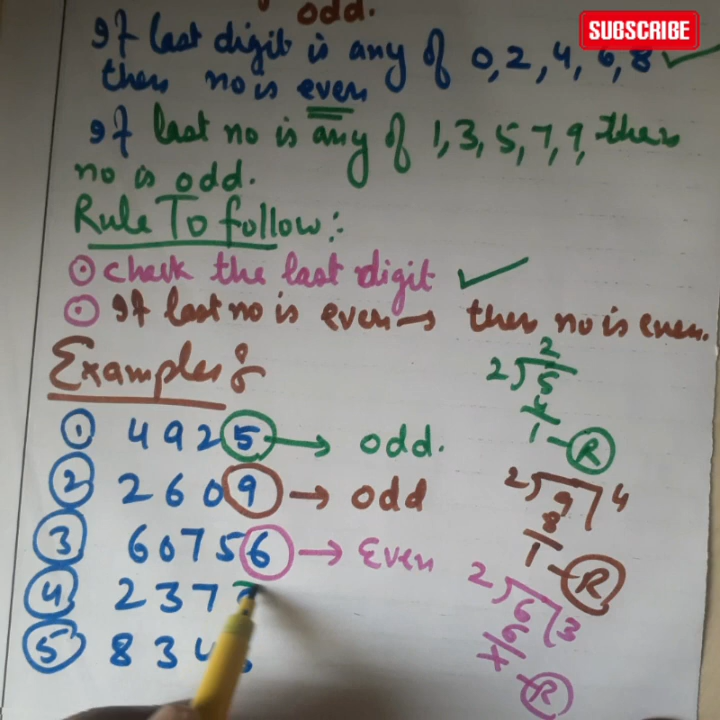 odd.
SUBSCRIBE
If last digit is any of 0, 2, 4, 6, 8
then no is even
If last no is any of 1, 3, 5, 7, 9, then
no is odd.
Rule To follow:-
check the last digit
If last no is even → then no is even.
Examples:
1 4925 → odd.
2 2609 → odd
3 60756 → Even
4 237
5 834
2) 5 2
4
1 - R
2) 9 4
8
1 - R
2) 6 3
6
x - R